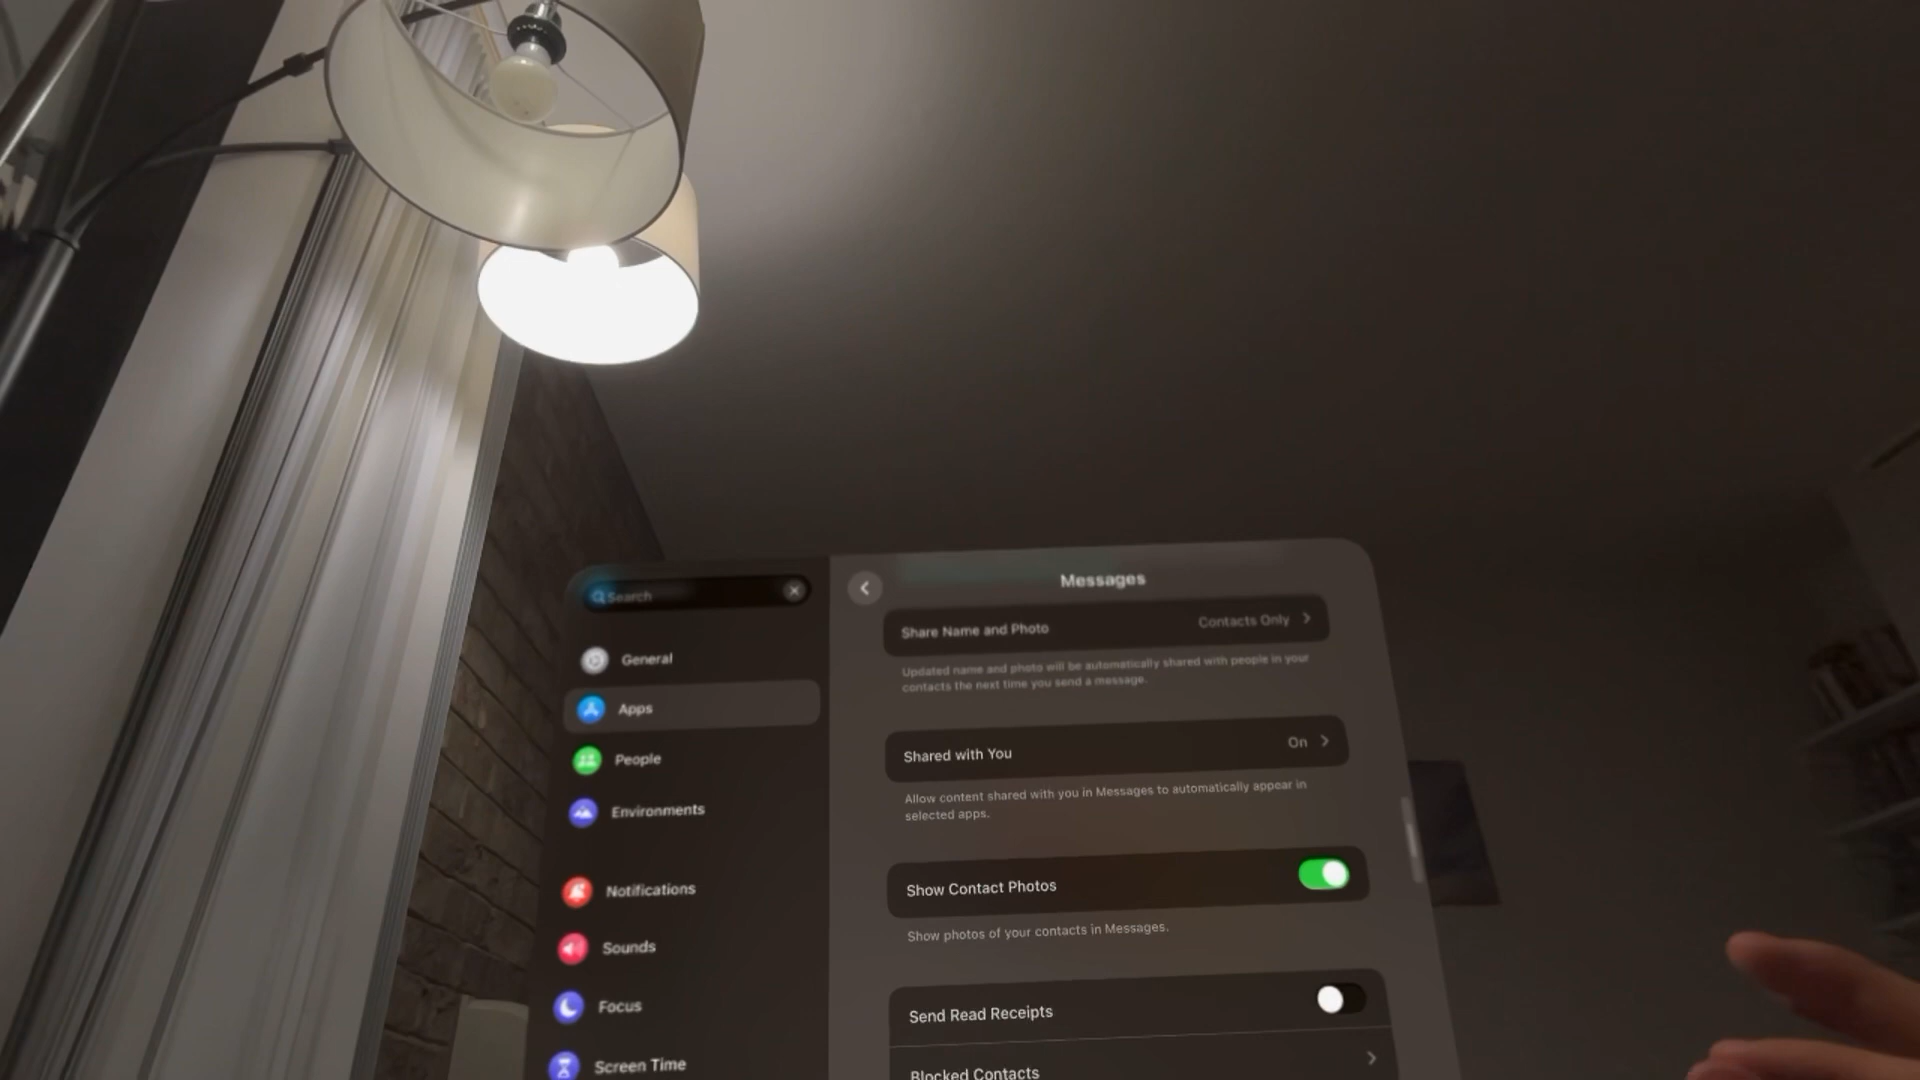 Search
General
Apps
People
Environments
Notifications
Sounds
Focus
Screen Time
Messages
Share Name and Photo
Contacts Only
Updated name and photo will be automatically shared with people in your
contacts the next time you send a message.
Shared with You
On
Allow content shared with you in Messages to automatically appear in
selected apps.
Show Contact Photos
Show photos of your contacts in Messages.
Send Read Receipts
Blocked Contacts